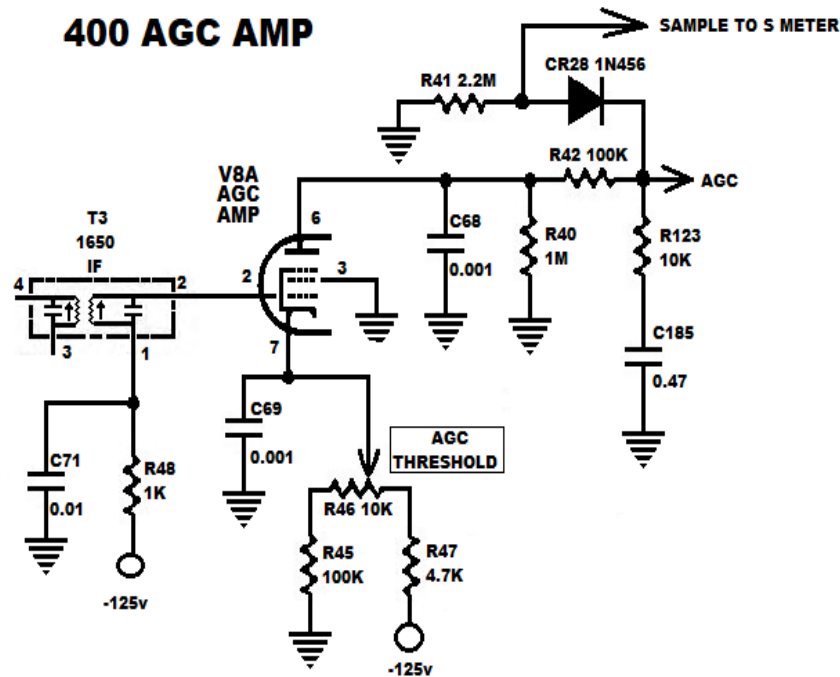 400 AGC AMP
SAMPLE TO S METER
CR28 1N456
R41 2.2M
R42 100K
AGC
V8A
AGC
AMP
6
T3
1650
IF
C68
0.001
R40
1M
R123
10K
4
2
2
3
3
1
7
C185
0.47
C69
0.001
AGC
THRESHOLD
C71
0.01
R48
1K
R46 10K
R45
100K
R47
4.7K
-125v
-125v